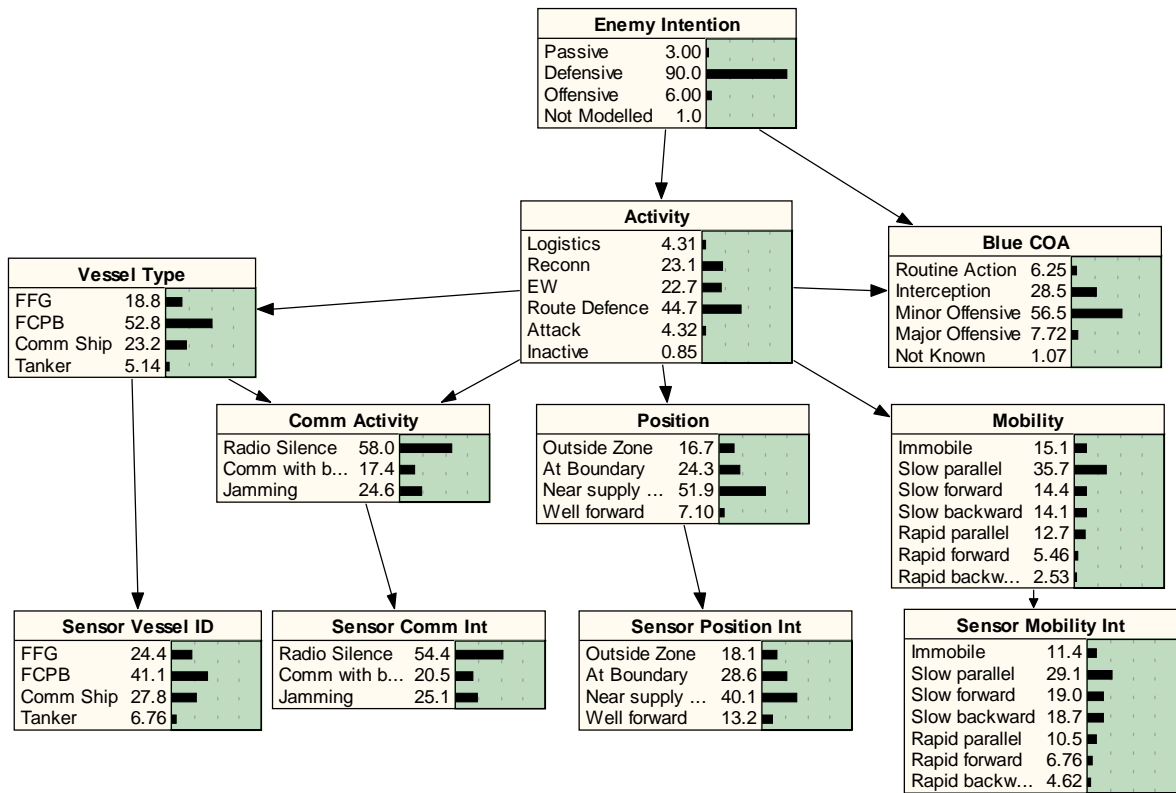 Enemy Intention
Passive 3.00
Defensive 90.0
Offensive 6.00
Not Modelled 1.0
Activity
Logistics 4.31
Reconn 23.1
EW 22.7
Route Defence 44.7
Attack 4.32
Inactive 0.85
Blue COA
Routine Action 6.25
Interception 28.5
Minor Offensive 56.5
Major Offensive 7.72
Not Known 1.07
Vessel Type
FFG 18.8
FCPB 52.8
Comm Ship 23.2
Tanker 5.14
Comm Activity
Radio Silence 58.0
Comm with b... 17.4
Jamming 24.6
Position
Outside Zone 16.7
At Boundary 24.3
Near supply ... 51.9
Well forward 7.10
Mobility
Immobile 15.1
Slow parallel 35.7
Slow forward 14.4
Slow backward 14.1
Rapid parallel 12.7
Rapid forward 5.46
Rapid backw... 2.53
Sensor Vessel ID
FFG 24.4
FCPB 41.1
Comm Ship 27.8
Tanker 6.76
Sensor Comm Int
Radio Silence 54.4
Comm with b... 20.5
Jamming 25.1
Sensor Position Int
Outside Zone 18.1
At Boundary 28.6
Near supply ... 40.1
Well forward 13.2
Sensor Mobility Int
Immobile 11.4
Slow parallel 29.1
Slow forward 19.0
Slow backward 18.7
Rapid parallel 10.5
Rapid forward 6.76
Rapid backw... 4.62